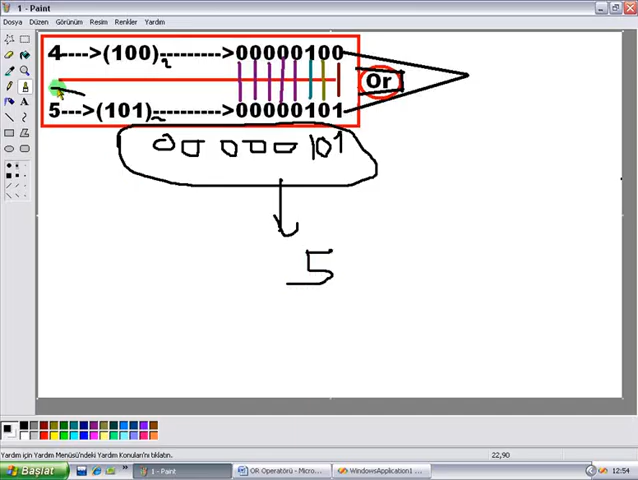 1 - Paint
Dosya Düzen Görünüm Resim Renkler Yardım
4---->(100)2--------->00000100
Or
5--->(101)2---------->00000101
00000101
5
Yardım için Yardım Menüsü'ndeki Yardım Konuları'nı tıklatın. 22,90
Başlat 1 - Paint OR Operatörü - Micros... WindowsApplication1 ... 12:54